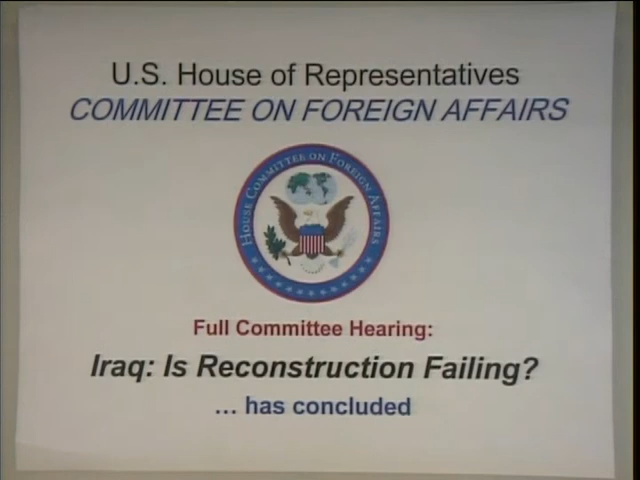 U.S. House of Representatives
COMMITTEE ON FOREIGN AFFAIRS
HOUSE COMMITTEE ON FOREIGN AFFAIRS
Full Committee Hearing:
Iraq: Is Reconstruction Failing?
... has concluded